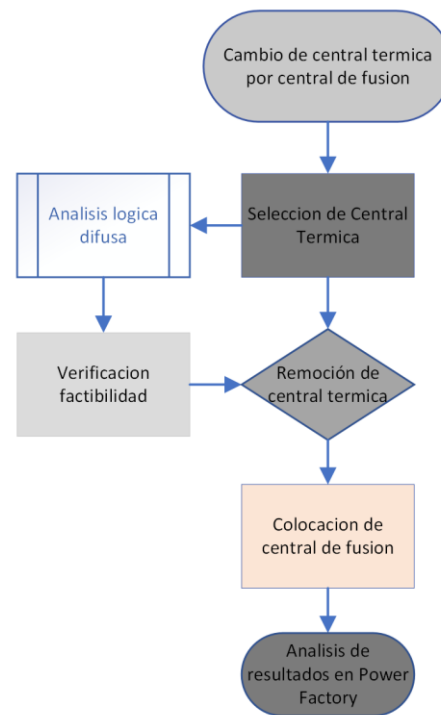 Cambio de central termica
por central de fusion
Analisis logica
difusa
Seleccion de Central
Termica
Verificacion
factibilidad
Remoción de
central termica
Colocacion de
central de fusion
Analisis de
resultados en Power
Factory